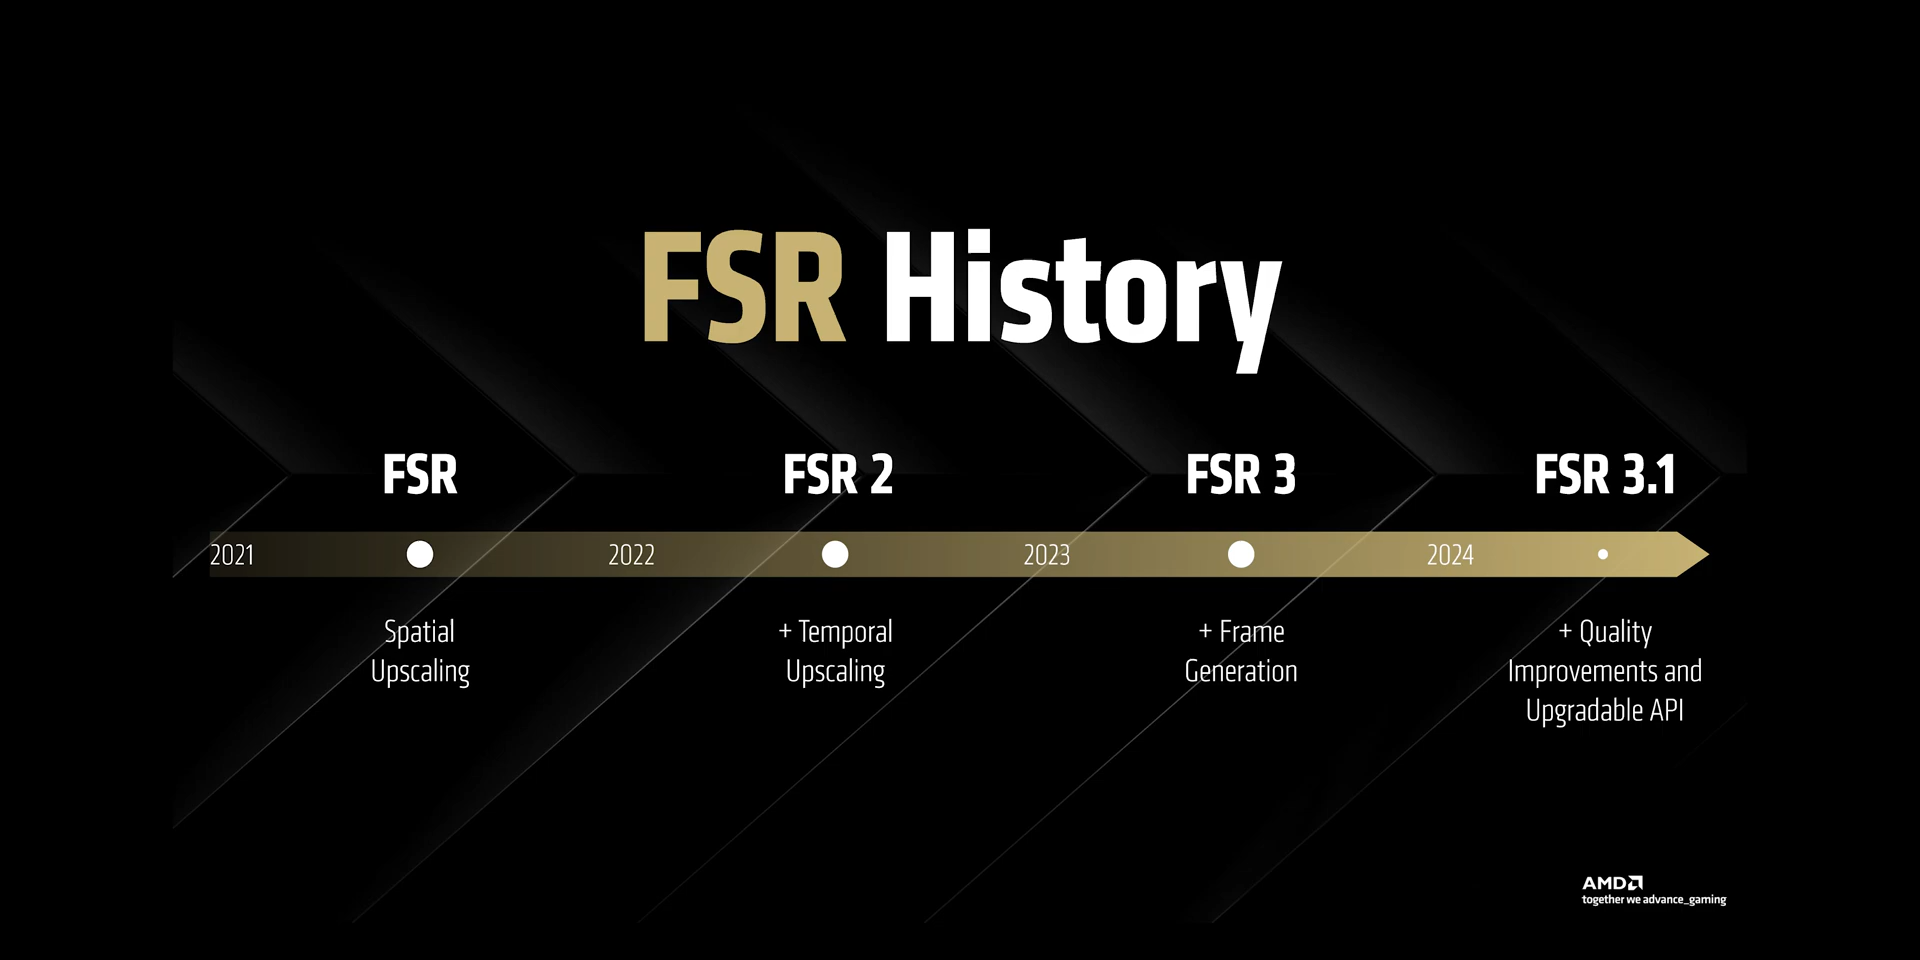 FSR History
FSR
FSR 2
FSR 3
FSR 3.1
2021
2022
2023
2024
Spatial
Upscaling
+ Temporal
Upscaling
+ Frame
Generation
+ Quality
Improvements and
Upgradable API
AMD
together we advance_gaming